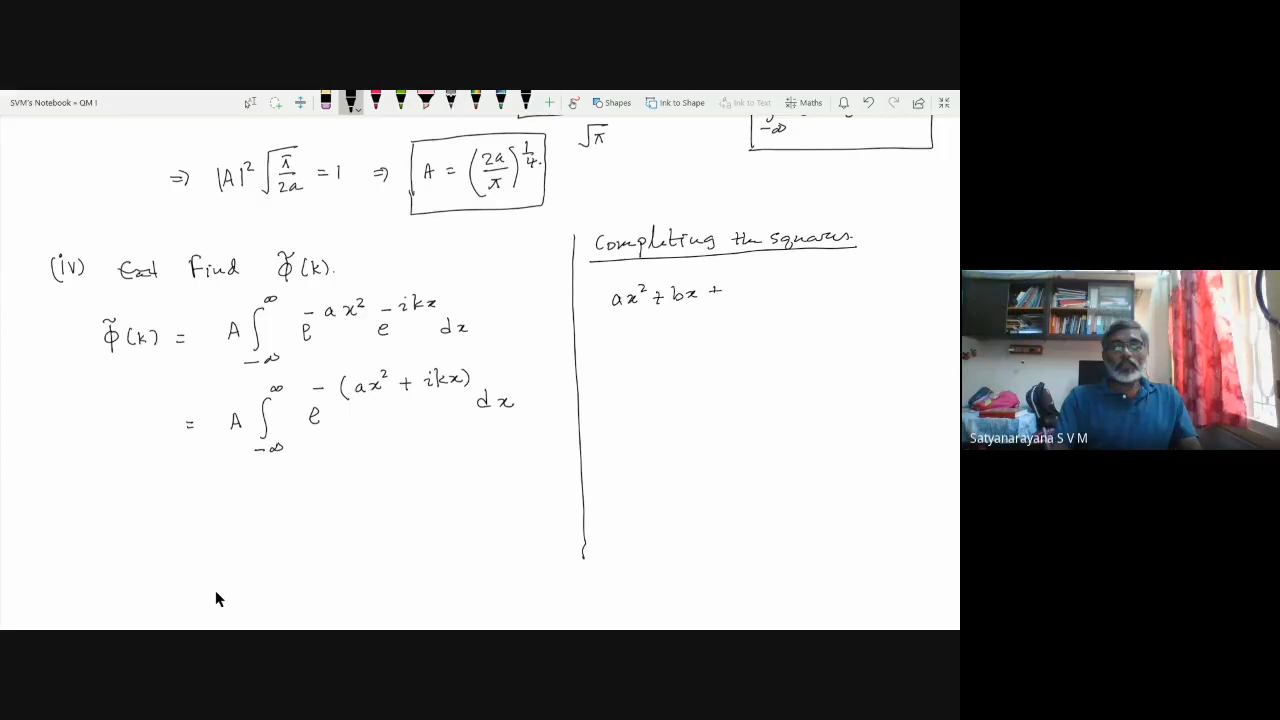 SVM's Notebook » QM I
Shapes
Ink to Shape
Ink to Text
Maths
√π
-∞
⇒ |A|² √(π/2a) = 1 ⇒ A = (2a/π)^1/4.
(iv) Find Φ̃(k).
Φ̃(k) = A ∫_{-∞}^{∞} e^{-ax²} e^{-ikx} dx
= A ∫_{-∞}^{∞} e^{-(ax² + ikx)} dx
Completing the squares.
ax² + bx +
Satyanarayana S V M